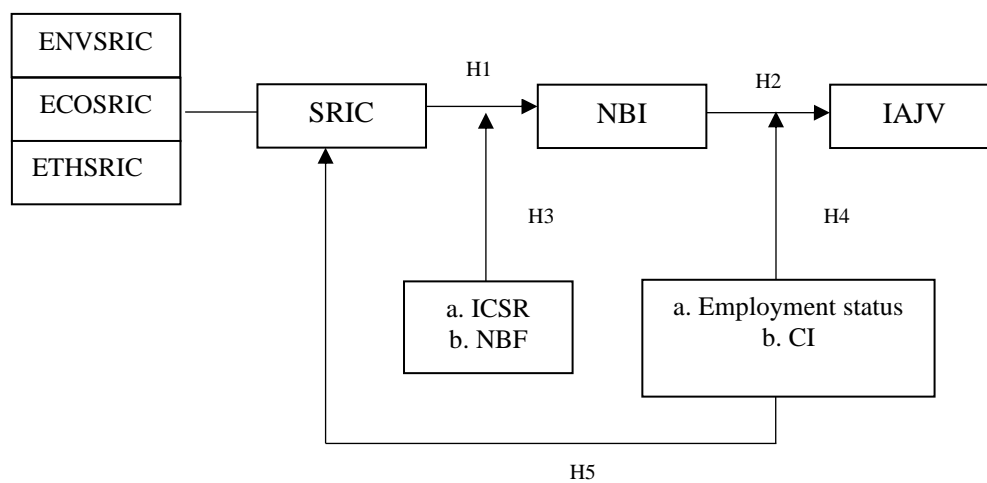 ENVSRIC
ECOSRIC
ETHSRIC
SRIC
H1
NBI
H2
IAJV
H3
H4
a. ICSR
b. NBF
a. Employment status
b. CI
H5